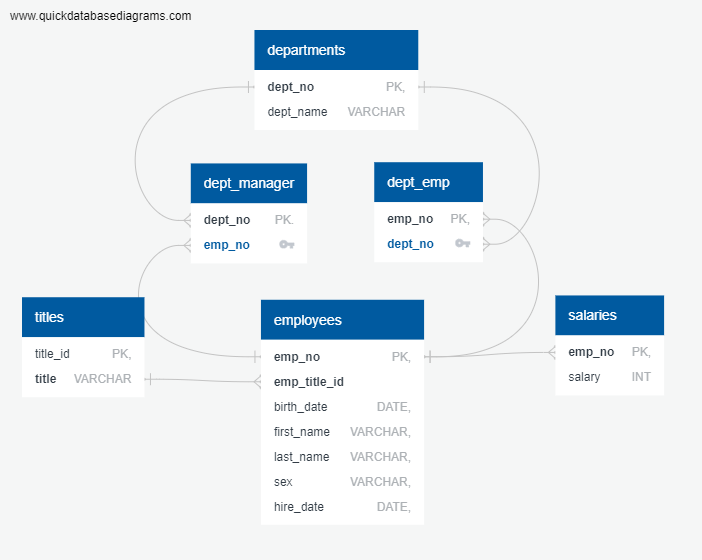 www.quickdatabasediagrams.com
departments
dept_no PK,
dept_name VARCHAR
dept_manager
dept_no PK.
emp_no
dept_emp
emp_no PK,
dept_no
titles
title_id PK,
title VARCHAR
employees
emp_no PK,
emp_title_id
birth_date DATE,
first_name VARCHAR,
last_name VARCHAR,
sex VARCHAR,
hire_date DATE,
salaries
emp_no PK,
salary INT